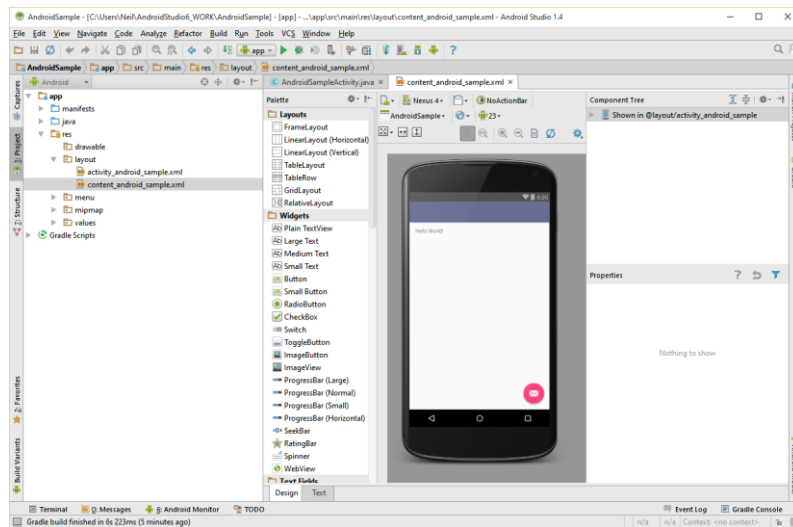 AndroidSample - [C:\Users\Neil\AndroidStudio6_WORK\AndroidSample] - [app] - ...\app\src\main\res\layout\content_android_sample.xml - Android Studio 1.4
File Edit View Navigate Code Analyze Refactor Build Run Tools VCS Window Help
app
AndroidSample app src main res layout content_android_sample.xml
Android
AndroidSampleActivity.java content_android_sample.xml
Captures
1: Project
2: Structure
2: Favorites
Build Variants
app
manifests
java
res
drawable
layout
activity_android_sample.xml
content_android_sample.xml
menu
mipmap
values
Gradle Scripts
Palette
Layouts
FrameLayout
LinearLayout (Horizontal)
LinearLayout (Vertical)
TableLayout
TableRow
GridLayout
RelativeLayout
Widgets
Plain TextView
Large Text
Medium Text
Small Text
Button
Small Button
RadioButton
CheckBox
Switch
ToggleButton
ImageButton
ImageView
ProgressBar (Large)
ProgressBar (Normal)
ProgressBar (Small)
ProgressBar (Horizontal)
SeekBar
RatingBar
Spinner
WebView
Text Fields
Design Text
Nexus 4 NoActionBar
AndroidSample 23
6:00
Hello World!
Component Tree
Shown in @layout/activity_android_sample
Properties
Nothing to show
Terminal 0: Messages 6: Android Monitor TODO Event Log Gradle Console
Gradle build finished in 6s 223ms (5 minutes ago) n/a n/a Context: <no context>